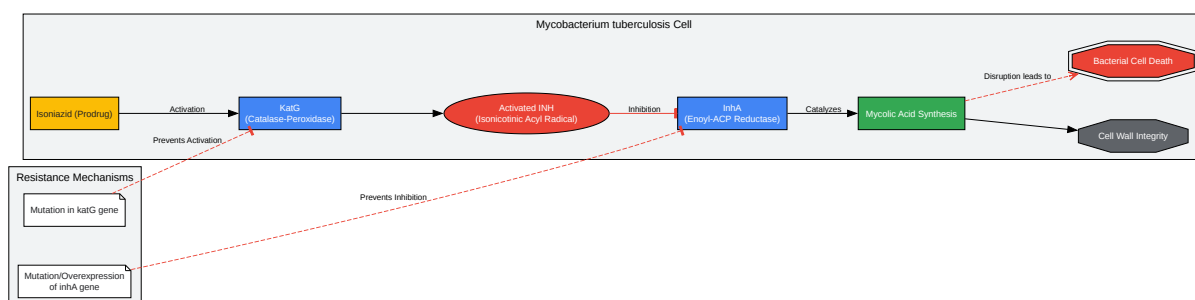 Mycobacterium tuberculosis Cell
Bacterial Cell Death
Disruption leads to
Isoniazid (Prodrug)
Activation
KatG
(Catalase-Peroxidase)
Activated INH
(Isonicotinic Acyl Radical)
Inhibition
InhA
(Enoyl-ACP Reductase)
Catalyzes
Mycolic Acid Synthesis
Cell Wall Integrity
Prevents Activation
Resistance Mechanisms
Mutation in katG gene
Prevents Inhibition
Mutation/Overexpression
of inhA gene